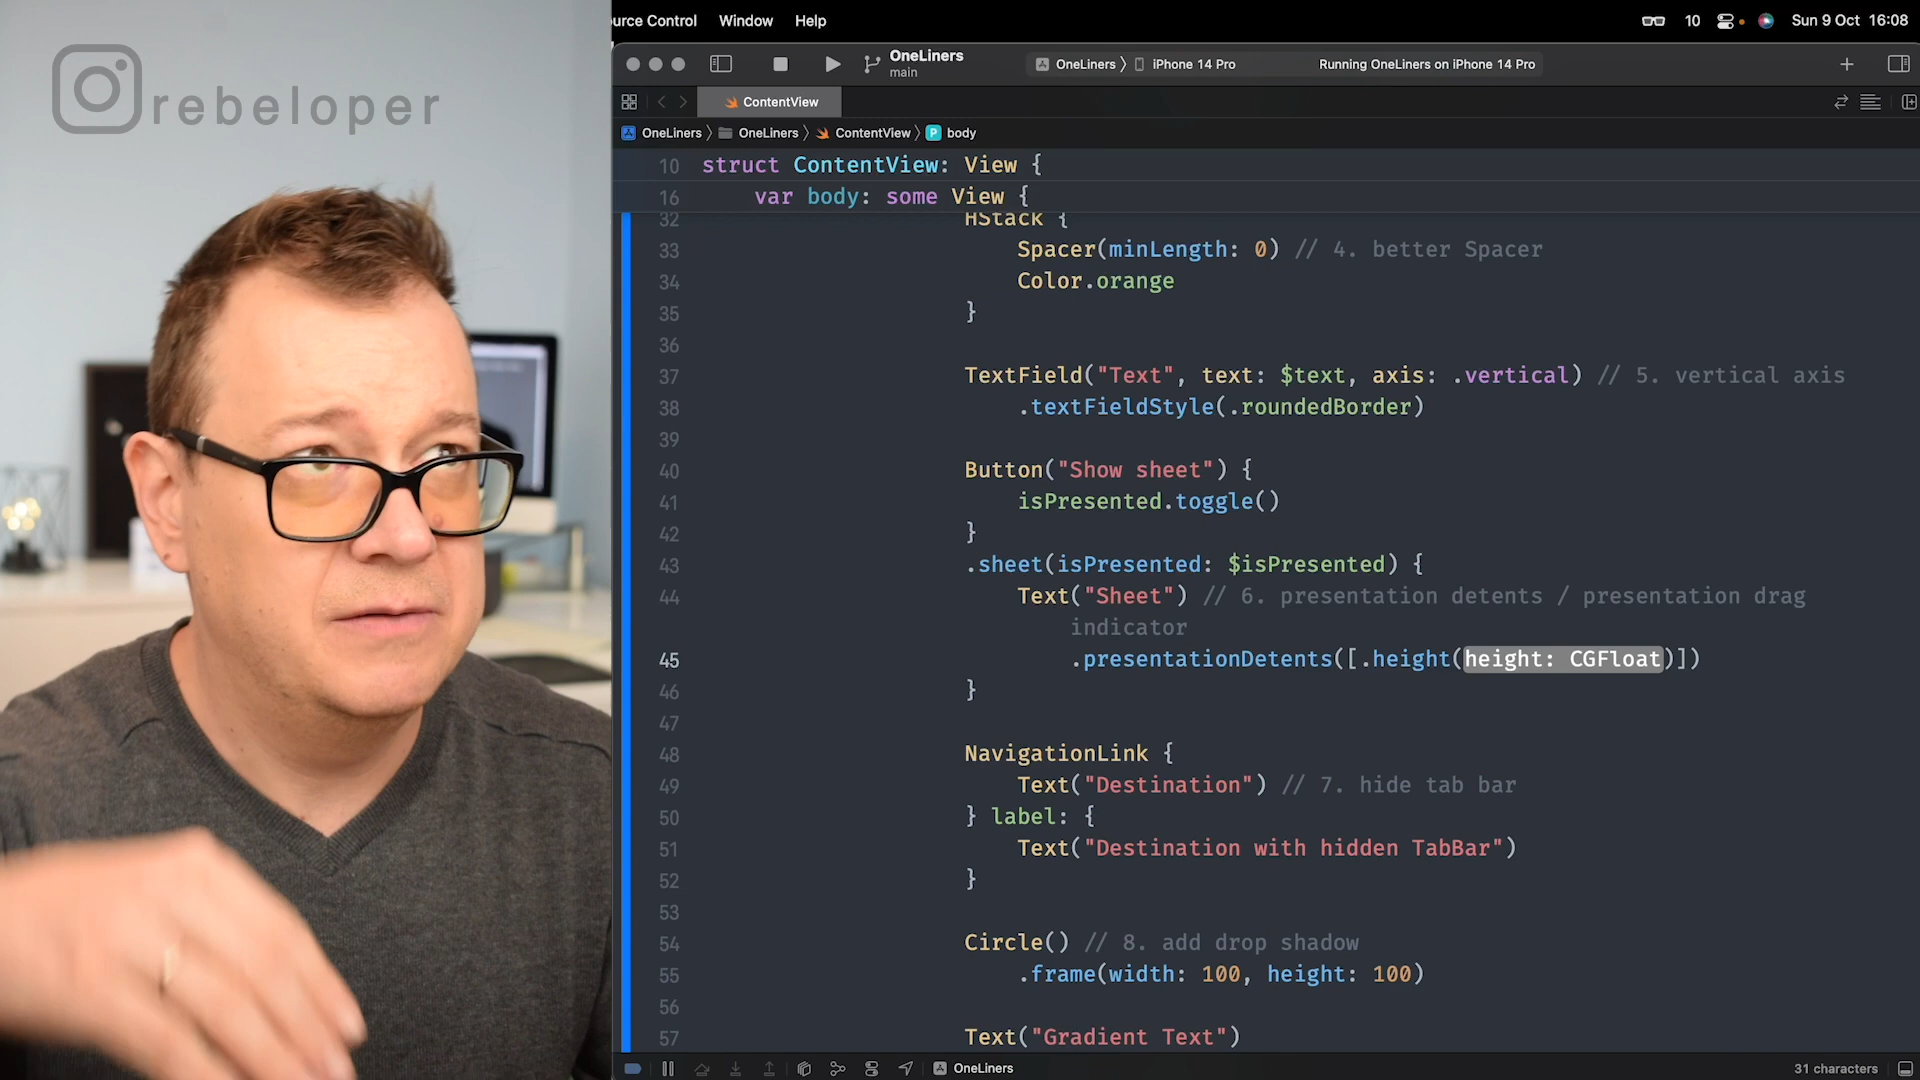 rebeloper
urce Control Window Help
10 Sun 9 Oct 16:08
OneLiners
main
OneLiners 〉 iPhone 14 Pro
Running OneLiners on iPhone 14 Pro
ContentView
OneLiners 〉 OneLiners 〉 ContentView 〉 P body
10 struct ContentView: View {
16 var body: some View {
32 HStack {
33 Spacer(minLength: 0) // 4. better Spacer
34 Color.orange
35 }
36
37 TextField("Text", text: $text, axis: .vertical) // 5. vertical axis
38 .textFieldStyle(.roundedBorder)
39
40 Button("Show sheet") {
41 isPresented.toggle()
42 }
43 .sheet(isPresented: $isPresented) {
44 Text("Sheet") // 6. presentation detents / presentation drag
indicator
45 .presentationDetents([.height(height: CGFloat)])
46 }
47
48 NavigationLink {
49 Text("Destination") // 7. hide tab bar
50 } label: {
51 Text("Destination with hidden TabBar")
52 }
53
54 Circle() // 8. add drop shadow
55 .frame(width: 100, height: 100)
56
57 Text("Gradient Text")
OneLiners
31 characters